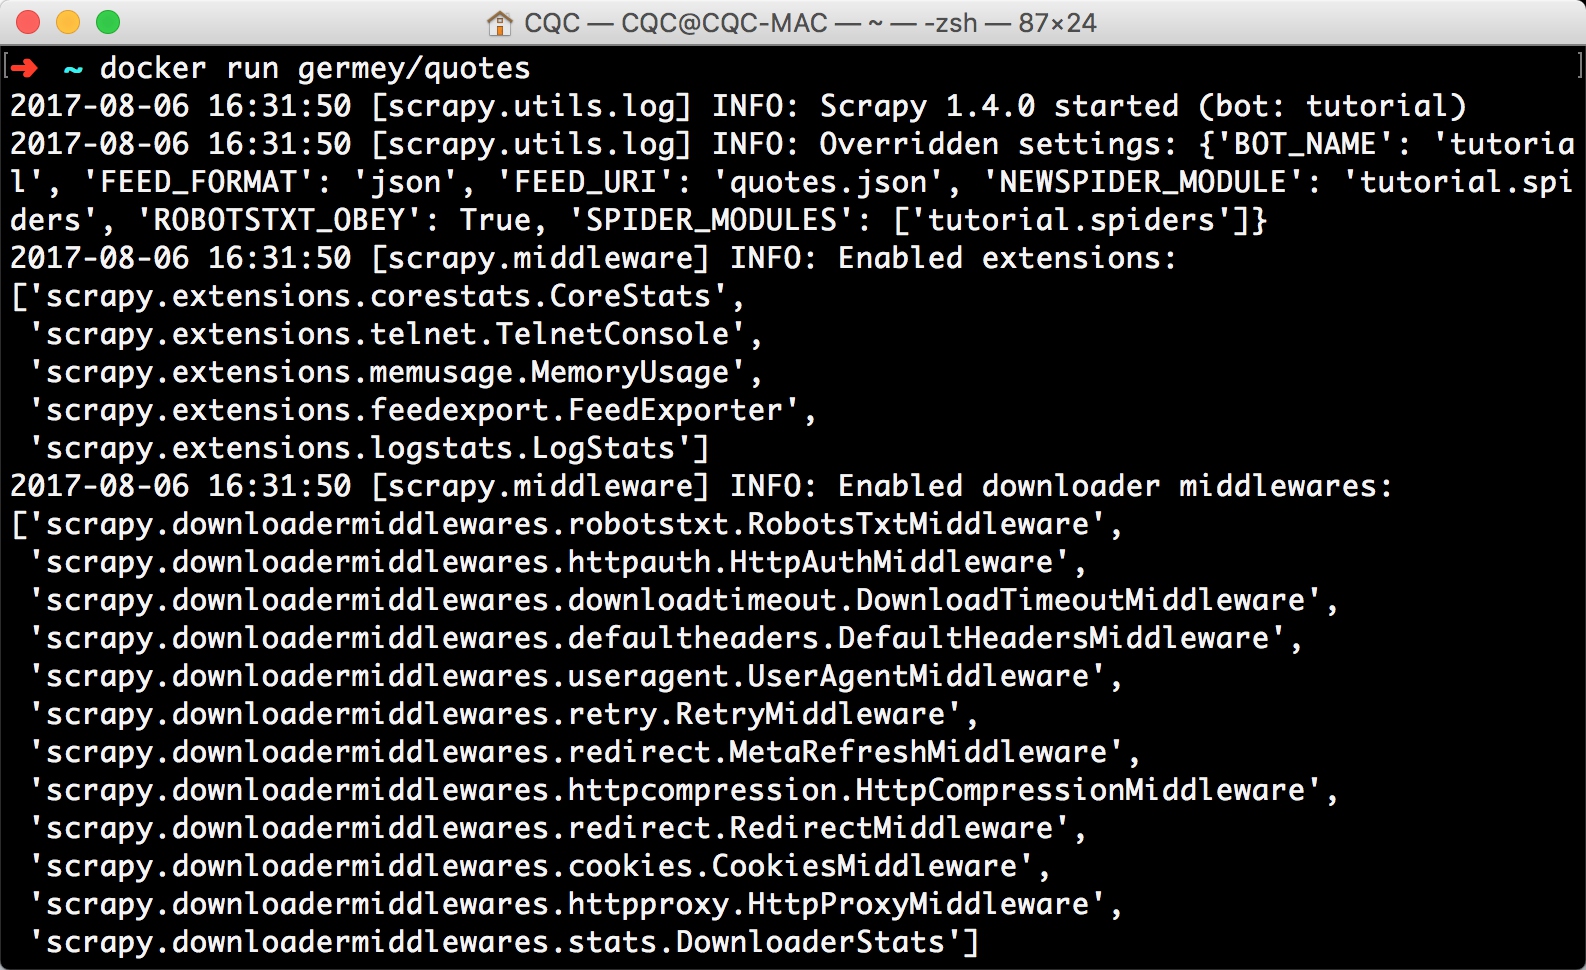 CQC — CQC@CQC-MAC — ~ — -zsh — 87×24
[➜  ~ docker run germey/quotes ]
2017-08-06 16:31:50 [scrapy.utils.log] INFO: Scrapy 1.4.0 started (bot: tutorial)
2017-08-06 16:31:50 [scrapy.utils.log] INFO: Overridden settings: {'BOT_NAME': 'tutoria
l', 'FEED_FORMAT': 'json', 'FEED_URI': 'quotes.json', 'NEWSPIDER_MODULE': 'tutorial.spi
ders', 'ROBOTSTXT_OBEY': True, 'SPIDER_MODULES': ['tutorial.spiders']}
2017-08-06 16:31:50 [scrapy.middleware] INFO: Enabled extensions:
['scrapy.extensions.corestats.CoreStats',
 'scrapy.extensions.telnet.TelnetConsole',
 'scrapy.extensions.memusage.MemoryUsage',
 'scrapy.extensions.feedexport.FeedExporter',
 'scrapy.extensions.logstats.LogStats']
2017-08-06 16:31:50 [scrapy.middleware] INFO: Enabled downloader middlewares:
['scrapy.downloadermiddlewares.robotstxt.RobotsTxtMiddleware',
 'scrapy.downloadermiddlewares.httpauth.HttpAuthMiddleware',
 'scrapy.downloadermiddlewares.downloadtimeout.DownloadTimeoutMiddleware',
 'scrapy.downloadermiddlewares.defaultheaders.DefaultHeadersMiddleware',
 'scrapy.downloadermiddlewares.useragent.UserAgentMiddleware',
 'scrapy.downloadermiddlewares.retry.RetryMiddleware',
 'scrapy.downloadermiddlewares.redirect.MetaRefreshMiddleware',
 'scrapy.downloadermiddlewares.httpcompression.HttpCompressionMiddleware',
 'scrapy.downloadermiddlewares.redirect.RedirectMiddleware',
 'scrapy.downloadermiddlewares.cookies.CookiesMiddleware',
 'scrapy.downloadermiddlewares.httpproxy.HttpProxyMiddleware',
 'scrapy.downloadermiddlewares.stats.DownloaderStats']